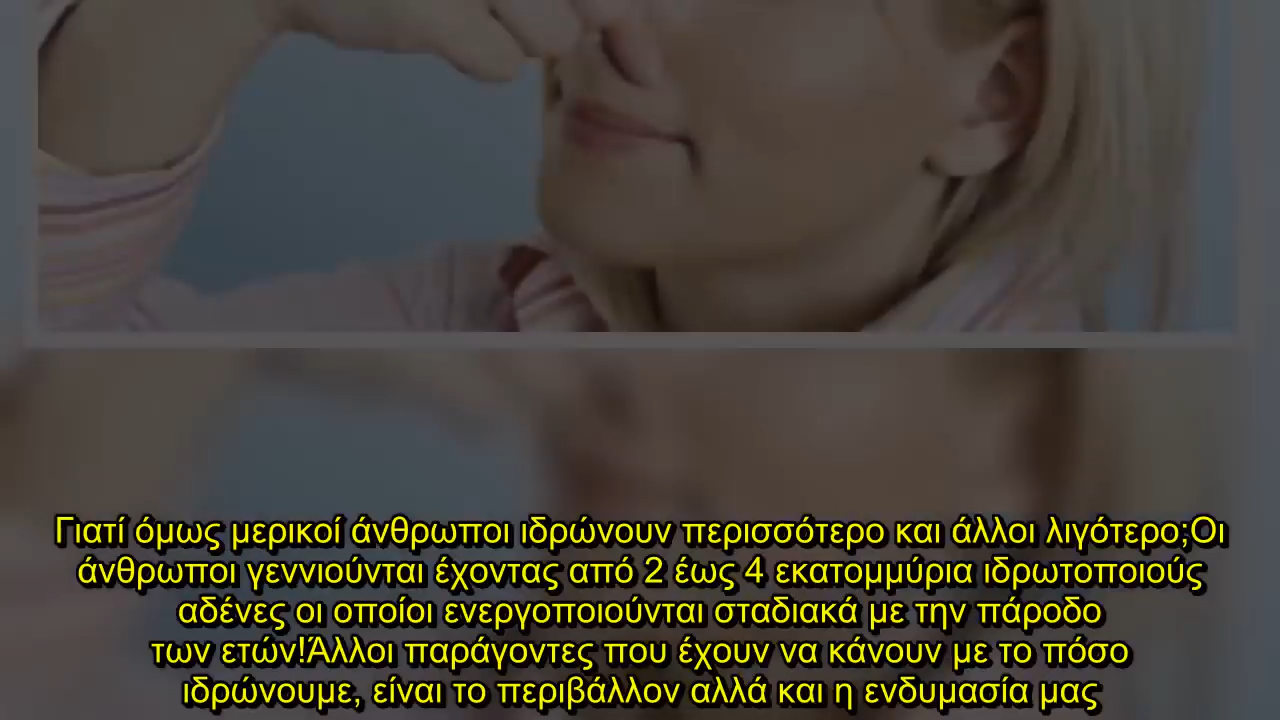 Γιατί όμως μερικοί άνθρωποι ιδρώνουν περισσότερο και άλλοι λιγότερο;Οι
άνθρωποι γεννιούνται έχοντας από 2 έως 4 εκατομμύρια ιδρωτοποιούς
αδένες οι οποίοι ενεργοποιούνται σταδιακά με την πάροδο
των ετών!Άλλοι παράγοντες που έχουν να κάνουν με το πόσο
ιδρώνουμε, είναι το περιβάλλον αλλά και η ενδυμασία μας